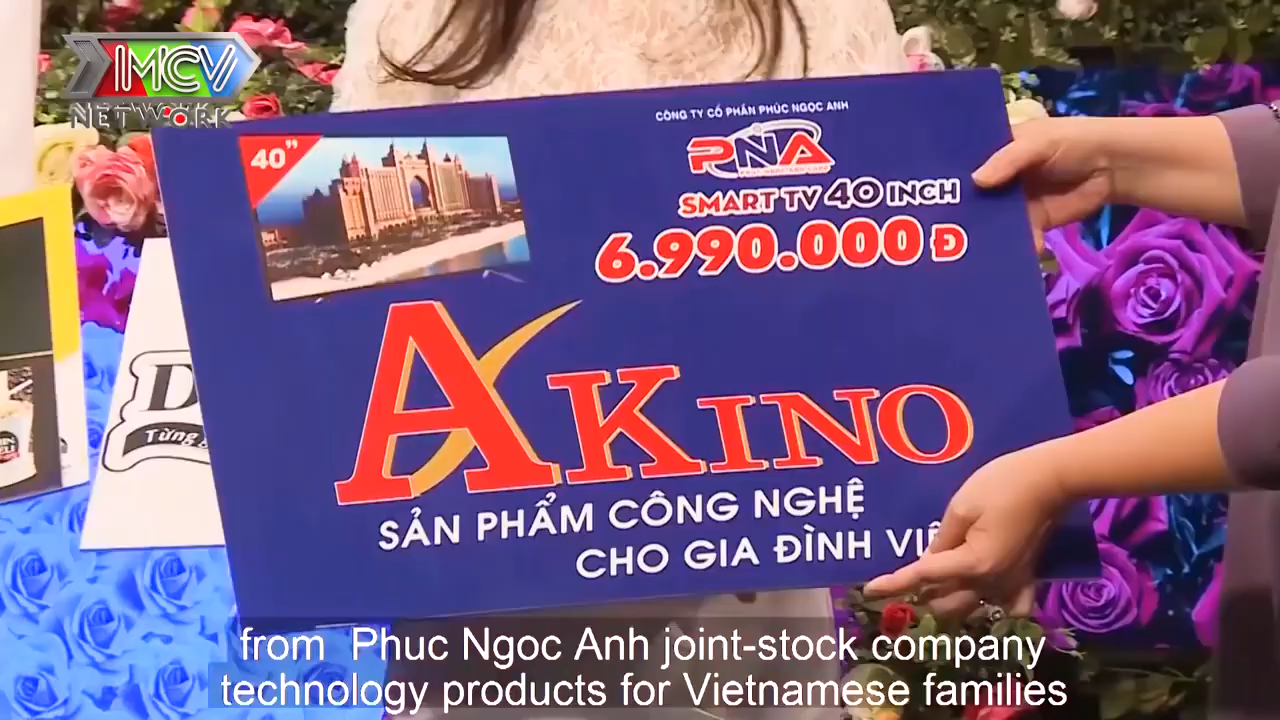 MCV
NETWORK
40”
CÔNG TY CỔ PHẦN PHÚC NGỌC ANH
PNA
SMART TV 40 INCH
6.990.000 Đ
AKINO
SẢN PHẨM CÔNG NGHỆ
CHO GIA ĐÌNH VIỆ
D
Từng
from Phuc Ngoc Anh joint-stock company
technology products for Vietnamese families